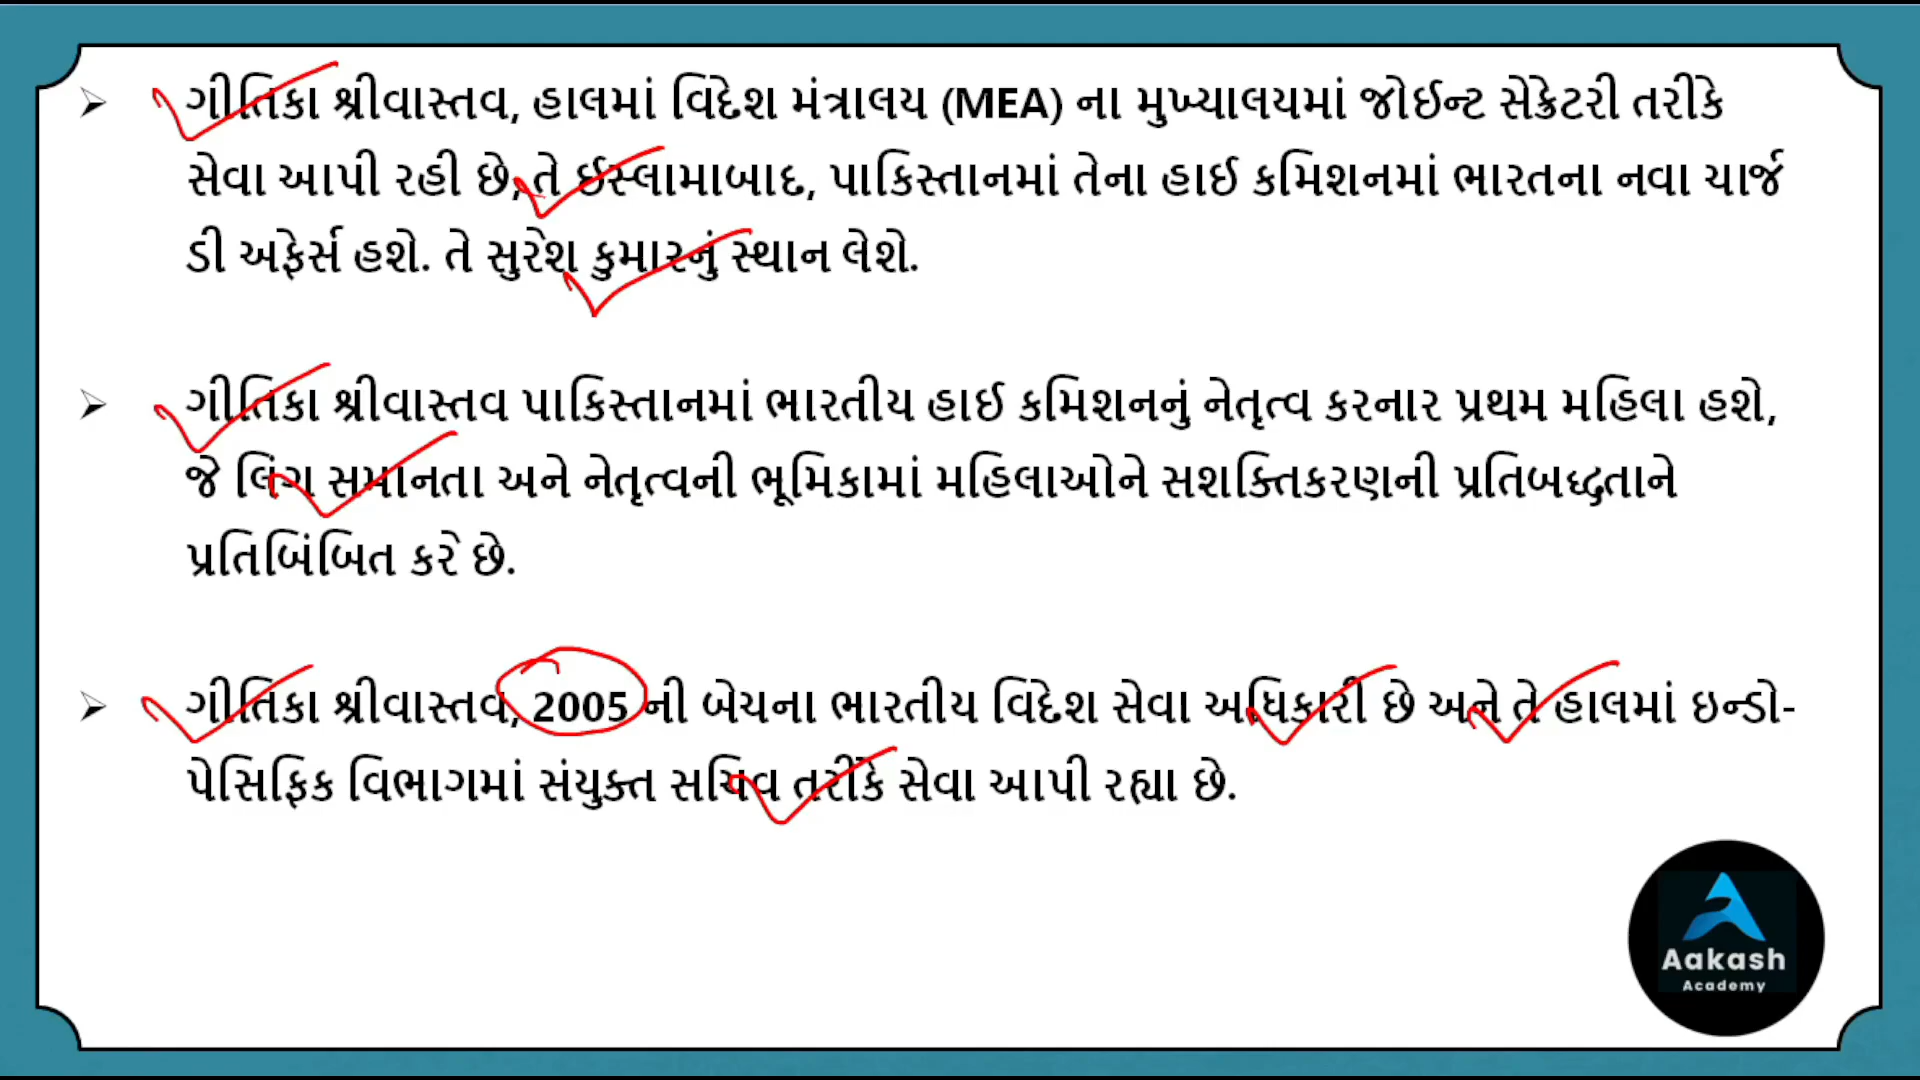 ➢ ગીતિકા શ્રીવાસ્તવ, હાલમાં વિદેશ મંત્રાલય (MEA) ના મુખ્યાલયમાં જોઈન્ટ સેક્રેટરી તરીકે
સેવા આપી રહી છે, તે ઈસ્લામાબાદ, પાકિસ્તાનમાં તેના હાઈ કમિશનમાં ભારતના નવા ચાર્જ
ડી અફેર્સ હશે. તે સુરેશ કુમારનું સ્થાન લેશે.
➢ ગીતિકા શ્રીવાસ્તવ પાકિસ્તાનમાં ભારતીય હાઈ કમિશનનું નેતૃત્વ કરનાર પ્રથમ મહિલા હશે,
જે લિંગ સમાનતા અને નેતૃત્વની ભૂમિકામાં મહિલાઓને સશક્તિકરણની પ્રતિબદ્ધતાને
પ્રતિબિંબિત કરે છે.
➢ ગીતિકા શ્રીવાસ્તવ, 2005 ની બેચના ભારતીય વિદેશ સેવા અધિકારી છે અને તે હાલમાં ઇન્ડો-
પેસિફિક વિભાગમાં સંયુક્ત સચિવ તરીકે સેવા આપી રહ્યા છે.
Aakash
Academy